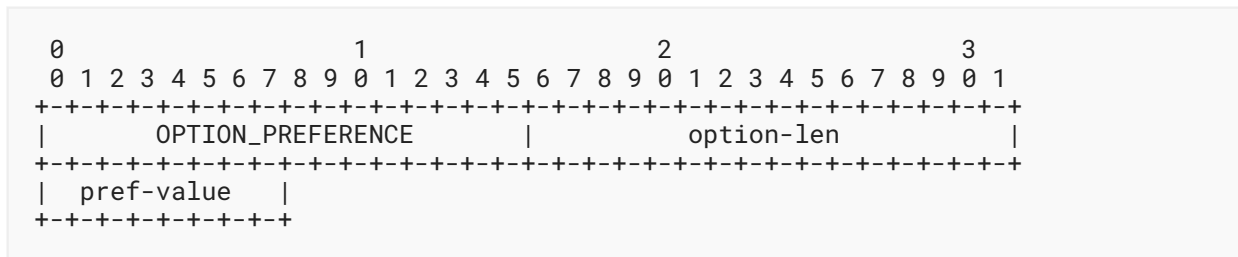 0                   1                   2                   3
 0 1 2 3 4 5 6 7 8 9 0 1 2 3 4 5 6 7 8 9 0 1 2 3 4 5 6 7 8 9 0 1
+-+-+-+-+-+-+-+-+-+-+-+-+-+-+-+-+-+-+-+-+-+-+-+-+-+-+-+-+-+-+-+-+
|       OPTION_PREFERENCE       |          option-len           |
+-+-+-+-+-+-+-+-+-+-+-+-+-+-+-+-+-+-+-+-+-+-+-+-+-+-+-+-+-+-+-+-+
|  pref-value   |
+-+-+-+-+-+-+-+-+